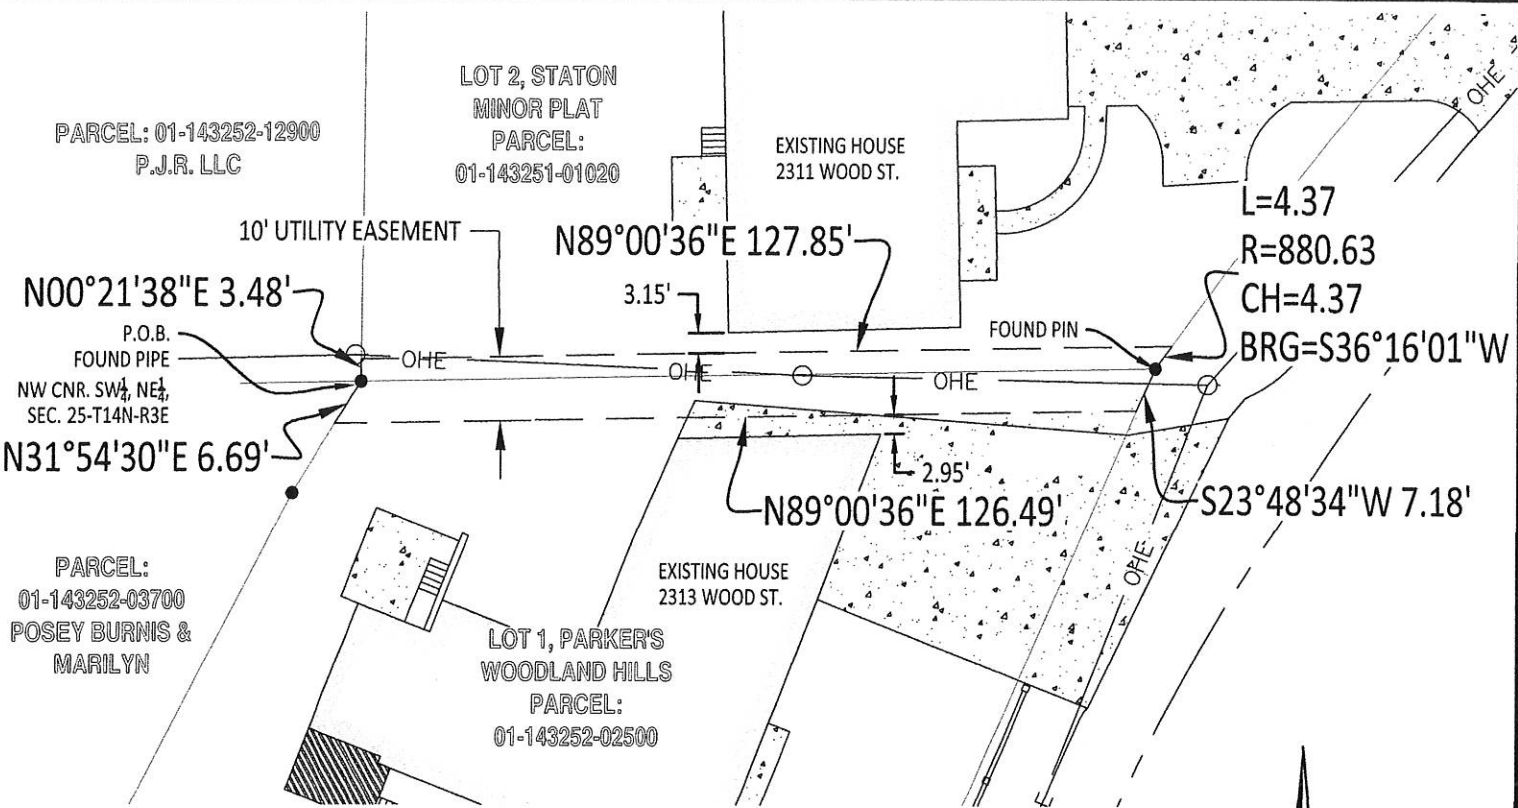 LOT 2, STATON
MINOR PLAT
PARCEL:
01-143251-01020
PARCEL: 01-143252-12900
P.J.R. LLC
EXISTING HOUSE
2311 WOOD ST.
OHE
L=4.37
R=880.63
CH=4.37
BRG=S36°16'01"W
10' UTILITY EASEMENT
N89°00'36"E 127.85'
N00°21'38"E 3.48'
3.15'
P.O.B.
FOUND PIPE
FOUND PIN
OHE
OHE
OHE
NW CNR. SW¼, NE¼,
SEC. 25-T14N-R3E
N31°54'30"E 6.69'
2.95'
N89°00'36"E 126.49'
S23°48'34"W 7.18'
OHE
PARCEL:
01-143252-03700
POSEY BURNIS &
MARILYN
EXISTING HOUSE
2313 WOOD ST.
LOT 1, PARKER'S
WOODLAND HILLS
PARCEL:
01-143252-02500